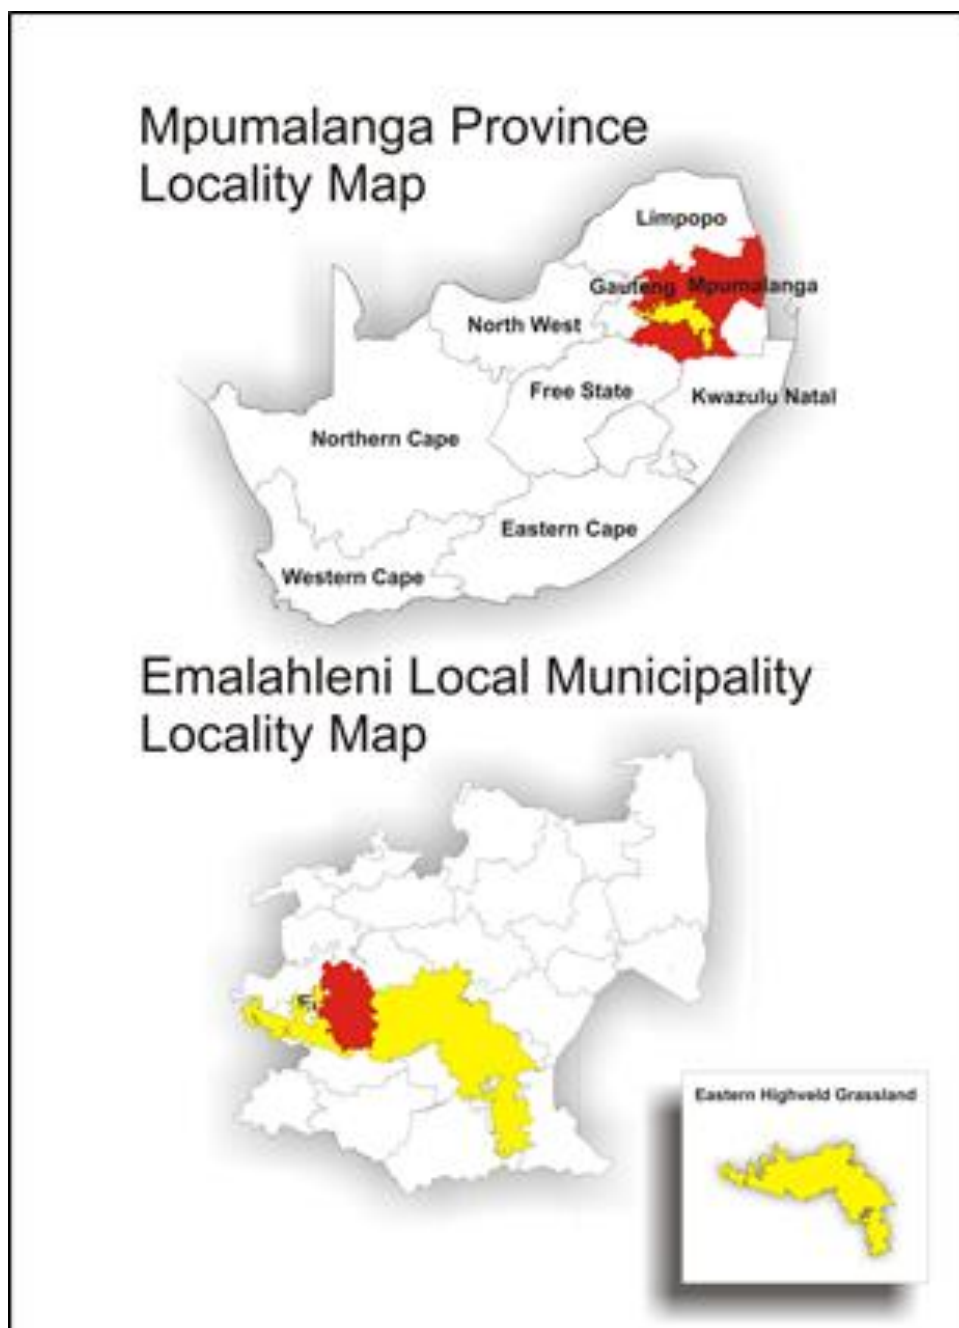 Mpumalanga Province
Locality Map
Limpopo
Gauteng
Mpumalanga
North West
Free State
Kwazulu Natal
Northern Cape
Eastern Cape
Western Cape
Emalahleni Local Municipality
Locality Map
Eastern Highveld Grassland